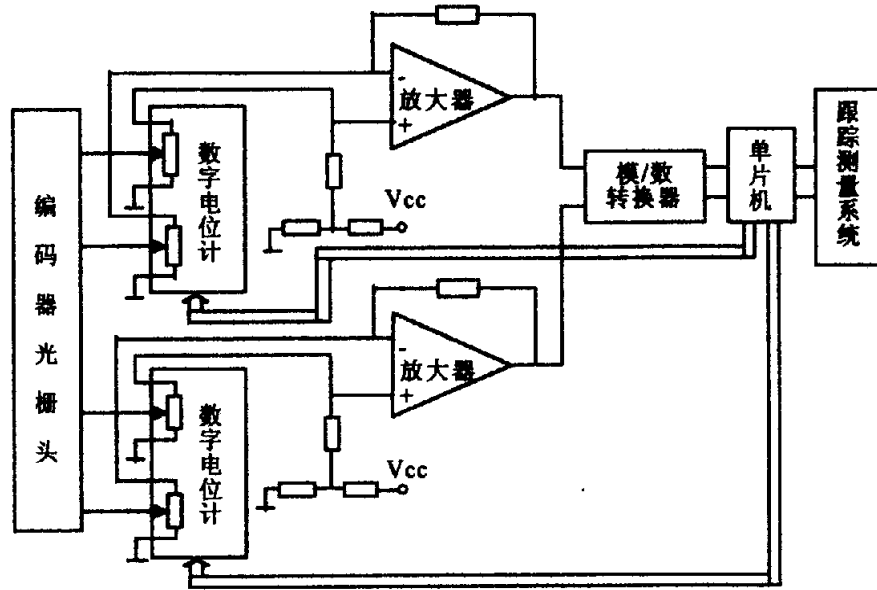 编码器光栅头
数字电位计
-
放大器
+
Vcc
模/数
转换器
单片机
跟踪测量系统
数字电位计
-
放大器
+
Vcc